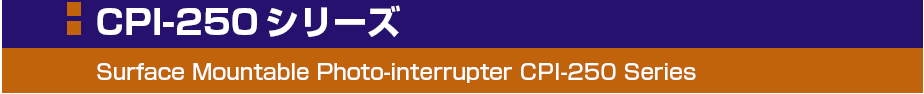 CPI-250シリーズ
Surface Mountable Photo-interrupter CPI-250 Series